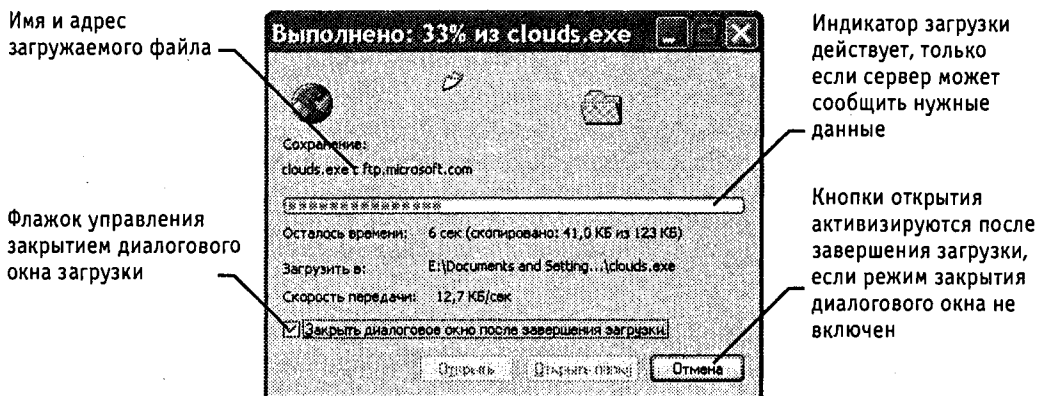 Имя и адрес
загружаемого файла
Выполнено: 33% из clouds.exe
Сохранение:
clouds.exe с ftp.microsoft.com
Осталось времени: 6 сек (скопировано: 41,0 КБ из 123 КБ)
Загрузить в: E:\Documents and Setting...\clouds.exe
Скорость передачи: 12,7 КБ/сек
Закрыть диалоговое окно после завершения загрузки
Открыть Открыть папку Отмена
Флажок управления
закрытием диалогового
окна загрузки
Индикатор загрузки
действует, только
если сервер может
сообщить нужные
данные
Кнопки открытия
активизируются после
завершения загрузки,
если режим закрытия
диалогового окна не
включен